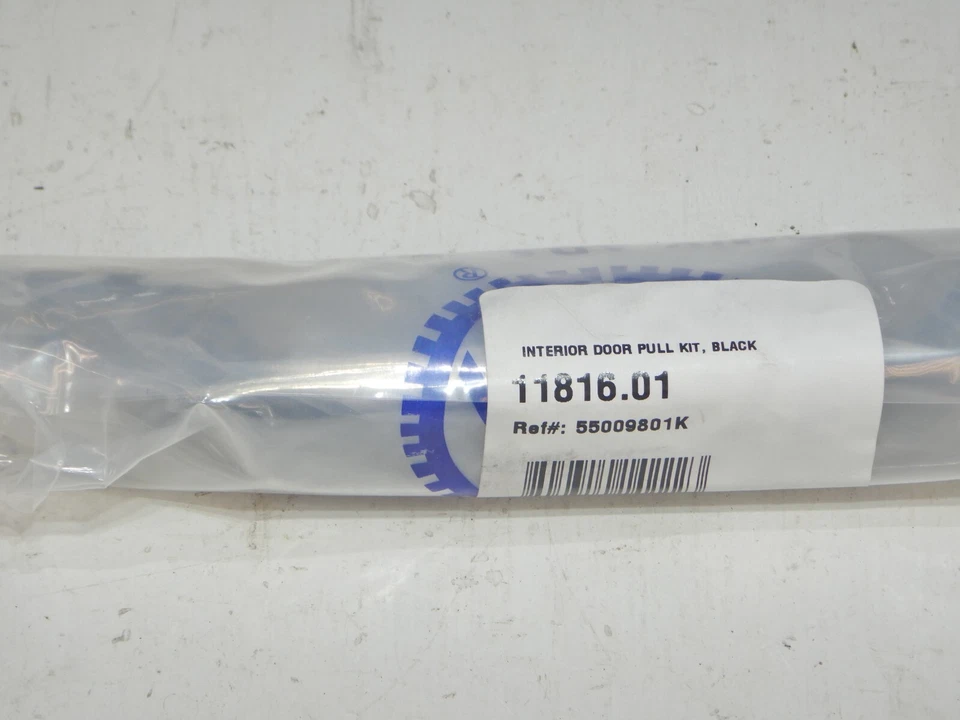 ®
INTERIOR DOOR PULL KIT, BLACK
11816.01
Ref#: 55009801K